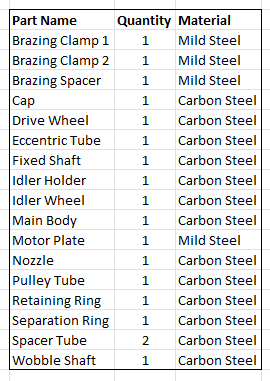 Part Name Quantity Material
Brazing Clamp 1 1 Mild Steel
Brazing Clamp 2 1 Mild Steel
Brazing Spacer 1 Mild Steel
Cap 1 Carbon Steel
Drive Wheel 1 Carbon Steel
Eccentric Tube 1 Carbon Steel
Fixed Shaft 1 Carbon Steel
Idler Holder 1 Carbon Steel
Idler Wheel 1 Carbon Steel
Main Body 1 Carbon Steel
Motor Plate 1 Mild Steel
Nozzle 1 Carbon Steel
Pulley Tube 1 Carbon Steel
Retaining Ring 1 Carbon Steel
Separation Ring 1 Carbon Steel
Spacer Tube 2 Carbon Steel
Wobble Shaft 1 Carbon Steel